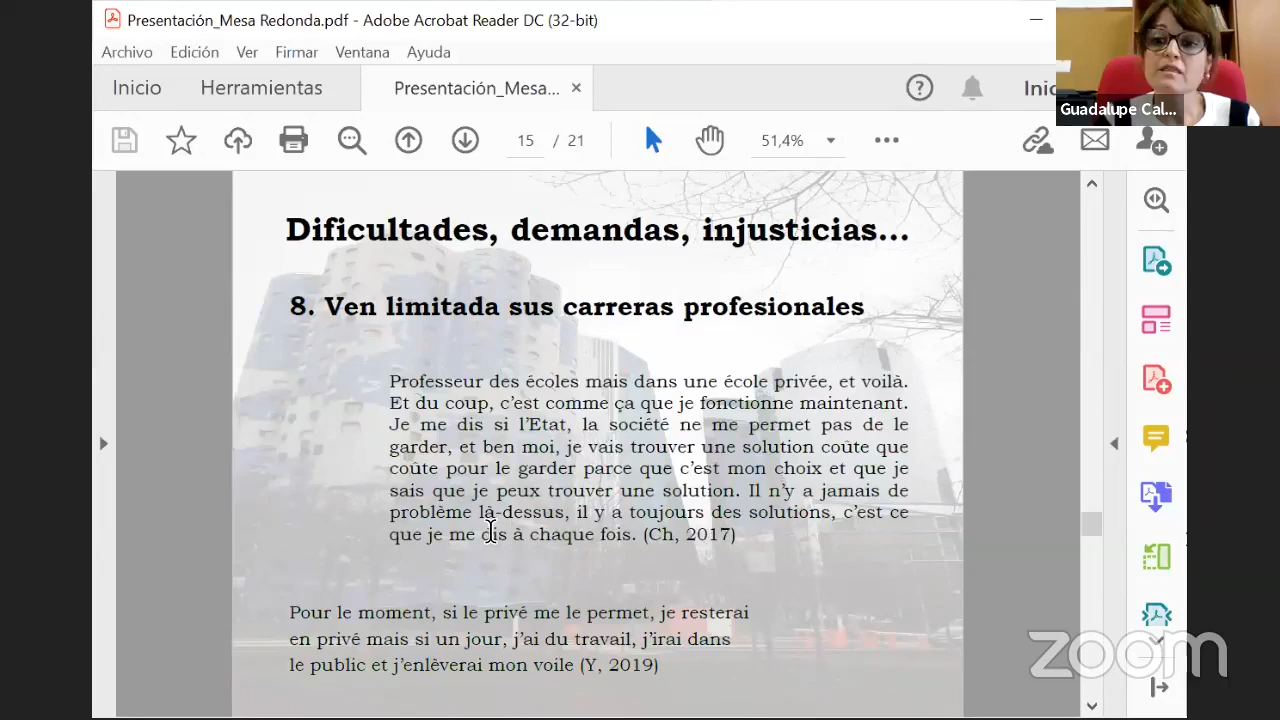 Presentación_Mesa Redonda.pdf - Adobe Acrobat Reader DC (32-bit)
Archivo Edición Ver Firmar Ventana Ayuda
Inicio Herramientas Presentación_Mesa... × Inic
15 / 21 51,4%
Guadalupe Cal...
Dificultades, demandas, injusticias...
8. Ven limitada sus carreras profesionales
Professeur des écoles mais dans une école privée, et voilà.
Et du coup, c'est comme ça que je fonctionne maintenant.
Je me dis si l'Etat, la société ne me permet pas de le
garder, et ben moi, je vais trouver une solution coûte que
coûte pour le garder parce que c'est mon choix et que je
sais que je peux trouver une solution. Il n'y a jamais de
problème là-dessus, il y a toujours des solutions, c'est ce
que je me dis à chaque fois. (Ch, 2017)
Pour le moment, si le privé me le permet, je resterai
en privé mais si un jour, j'ai du travail, j'irai dans
le public et j'enlèverai mon voile (Y, 2019)
zoom